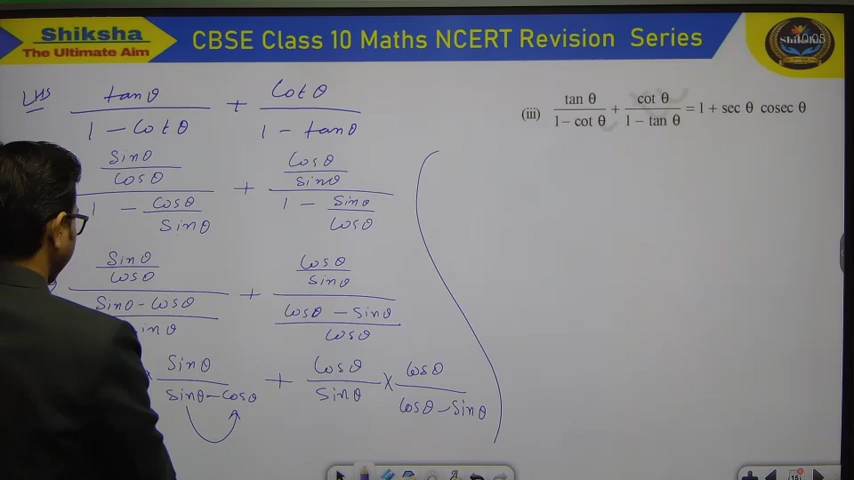 Shiksha
The Ultimate Aim
CBSE Class 10 Maths NCERT Revision Series
(iii) tan θ / 1− cot θ + cot θ / 1 − tan θ = 1 + sec θ cosec θ
LHS tanθ / 1 − Cotθ + Cotθ / 1 − tanθ
Sinθ/Cosθ / 1 − Cosθ/Sinθ + Cosθ/Sinθ / 1 − Sinθ/Cosθ
Sinθ/Cosθ / Sinθ−Cosθ + Cosθ/Sinθ / Cosθ − Sinθ/Cosθ
× Sinθ / Sinθ−Cosθ + Cosθ/Sinθ × Cosθ / Cosθ−Sinθ
15